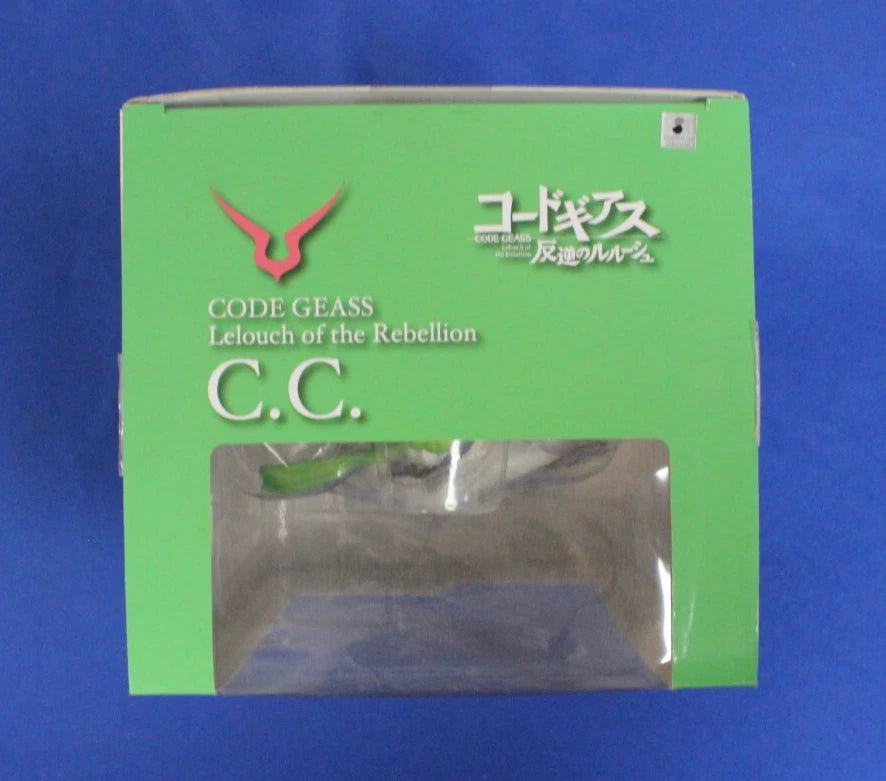 コードギアス
CODE GEASS
Lelouch of
the Rebellion
反逆のルルーシュ
CODE GEASS
Lelouch of the Rebellion
C.C.